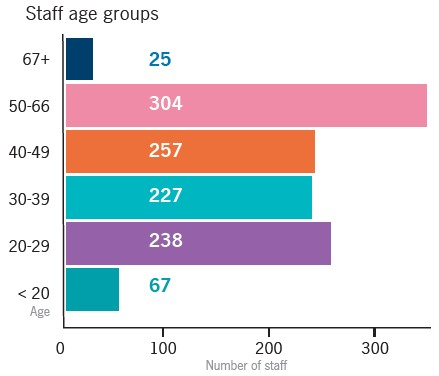 Staff age groups
67+ 25
50-66 304
40-49 257
30-39 227
20-29 238
< 20 67
Age
0 100 200 300
Number of staff